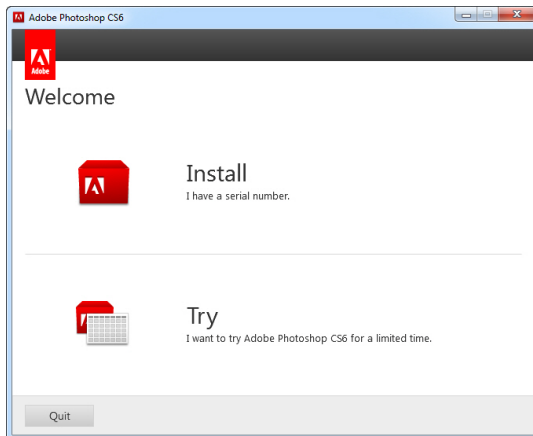 Adobe Photoshop CS6
Adobe
Welcome
Install
I have a serial number.
Try
I want to try Adobe Photoshop CS6 for a limited time.
Quit